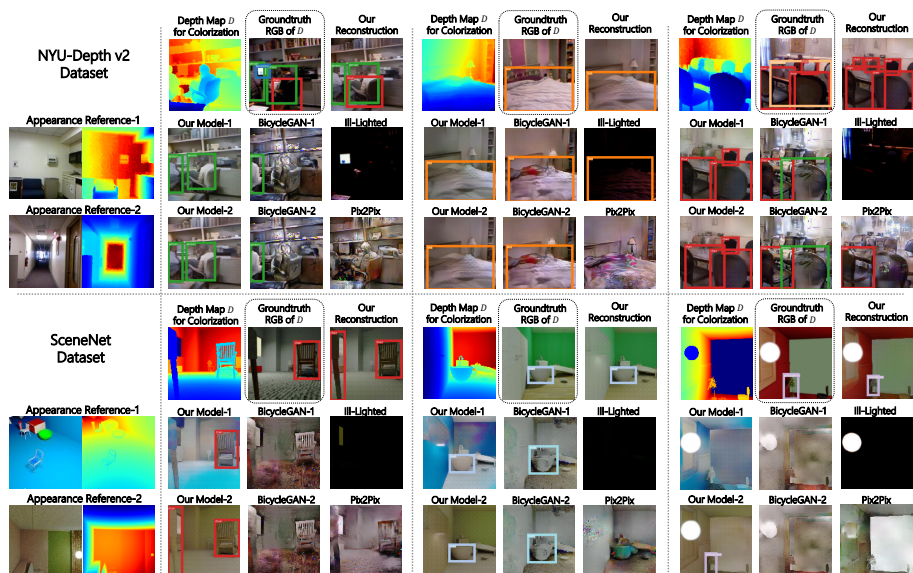 NYU-Depth v2
Dataset
Depth Map D
for Colorization
Groundtruth
RGB of D
Our
Reconstruction
Depth Map D
for Colorization
Groundtruth
RGB of D
Our
Reconstruction
Depth Map D
for Colorization
Groundtruth
RGB of D
Our
Reconstruction
Appearance Reference-1
Our Model-1
BicycleGAN-1
Ill-Lighted
Our Model-1
BicycleGAN-1
Ill-Lighted
Our Model-1
BicycleGAN-1
Ill-Lighted
Appearance Reference-2
Our Model-2
BicycleGAN-2
Pix2Pix
Our Model-2
BicycleGAN-2
Pix2Pix
Our Model-2
BicycleGAN-2
Pix2Pix
SceneNet
Dataset
Depth Map D
for Colorization
Groundtruth
RGB of D
Our
Reconstruction
Depth Map D
for Colorization
Groundtruth
RGB of D
Our
Reconstruction
Depth Map D
for Colorization
Groundtruth
RGB of D
Our
Reconstruction
Appearance Reference-1
Our Model-1
BicycleGAN-1
Ill-Lighted
Our Model-1
BicycleGAN-1
Ill-Lighted
Our Model-1
BicycleGAN-1
Ill-Lighted
Appearance Reference-2
Our Model-2
BicycleGAN-2
Pix2Pix
Our Model-2
BicycleGAN-2
Pix2Pix
Our Model-2
BicycleGAN-2
Pix2Pix